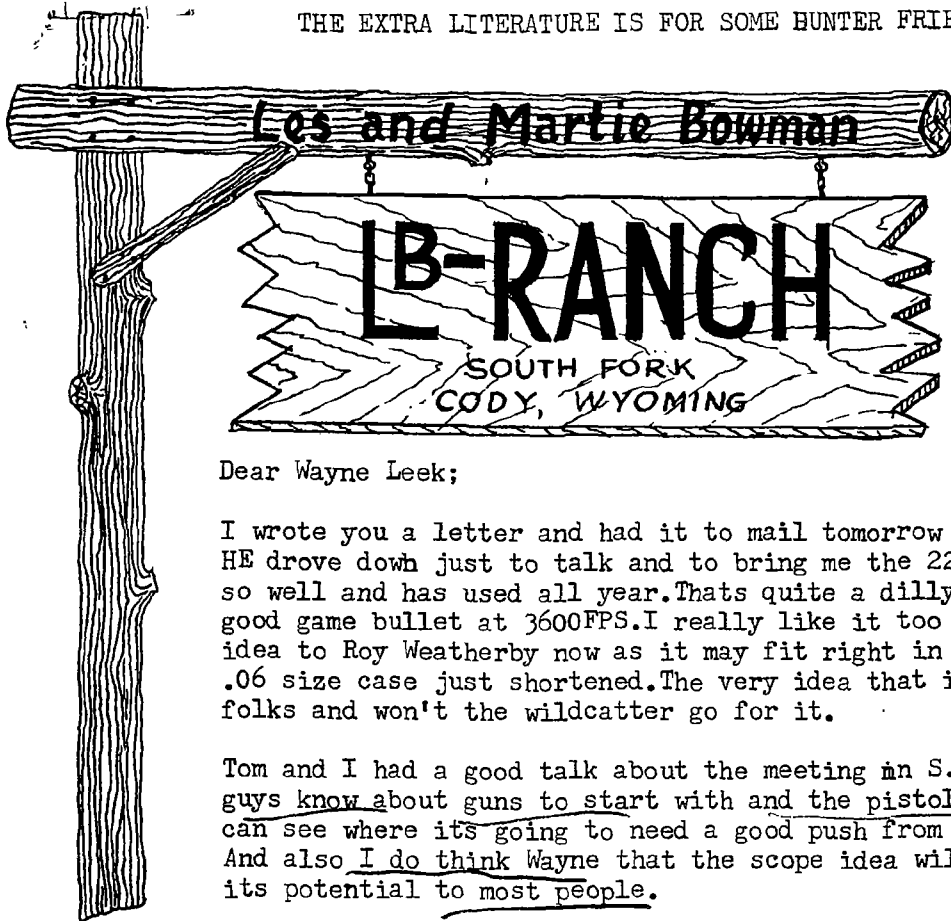 THE EXTRA LITERATURE IS FOR SOME HUNTER
Les and Martie Bowman
LB-RANCH
SOUTH FORK
CODY, WYOMING
Dear Wayne Leek;
I wrote you a letter and had it to mail tomorrow
HE drove down just to talk and to bring me the 22
so well and has used all year.Thats quite a dilly
good game bullet at 3600FPS.I really like it too
idea to Roy Weatherby now as it may fit right in
.06 size case just shortened.The very idea that
folks and won't the wildcatter go for it.
Tom and I had a good talk about the meeting in S.
guys know about guns to start with and the pistol
can see where its going to need a good push from
And also I do think Wayne that the scope idea
its potential to most people.